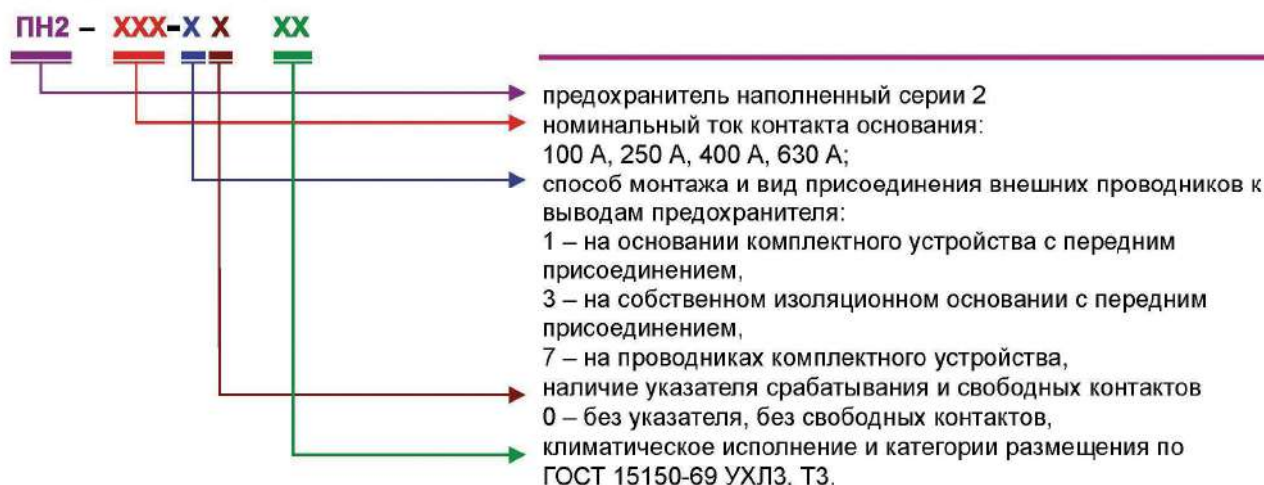 ПН2 – ХХХ-Х Х ХХ
предохранитель наполненный серии 2
номинальный ток контакта основания:
100 А, 250 А, 400 А, 630 А;
способ монтажа и вид присоединения внешних проводников к
выводам предохранителя:
1 – на основании комплектного устройства с передним
присоединением,
3 – на собственном изоляционном основании с передним
присоединением,
7 – на проводниках комплектного устройства,
наличие указателя срабатывания и свободных контактов
0 – без указателя, без свободных контактов,
климатическое исполнение и категории размещения по
ГОСТ 15150-69 УХЛ3, Т3.